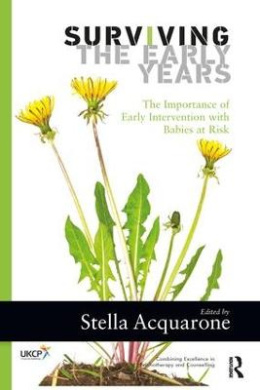 SURVIVING
THE EARLY
YEARS
The Importance of
Early Intervention with
Babies at Risk
Edited by
Stella Acquarone
UKCP
Combining Excellence in
Psychotherapy and Counselling
R